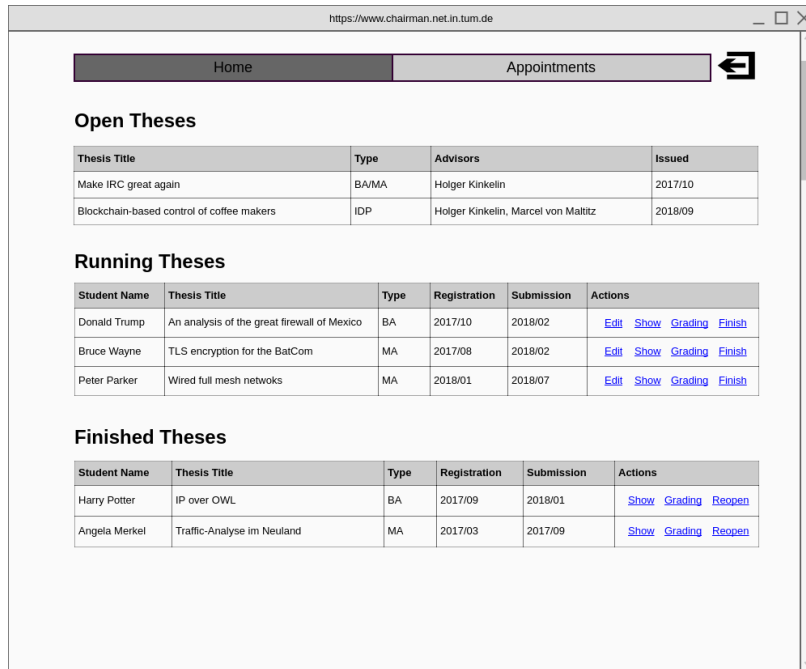 https://www.chairman.net.in.tum.de
Home Appointments
Open Theses
Thesis Title Type Advisors Issued
Make IRC great again BA/MA Holger Kinkelin 2017/10
Blockchain-based control of coffee makers IDP Holger Kinkelin, Marcel von Maltitz 2018/09
Running Theses
Student Name Thesis Title Type Registration Submission Actions
Donald Trump An analysis of the great firewall of Mexico BA 2017/10 2018/02 Edit Show Grading Finish
Bruce Wayne TLS encryption for the BatCom MA 2017/08 2018/02 Edit Show Grading Finish
Peter Parker Wired full mesh netwoks MA 2018/01 2018/07 Edit Show Grading Finish
Finished Theses
Student Name Thesis Title Type Registration Submission Actions
Harry Potter IP over OWL BA 2017/09 2018/01 Show Grading Reopen
Angela Merkel Traffic-Analyse im Neuland MA 2017/03 2017/09 Show Grading Reopen